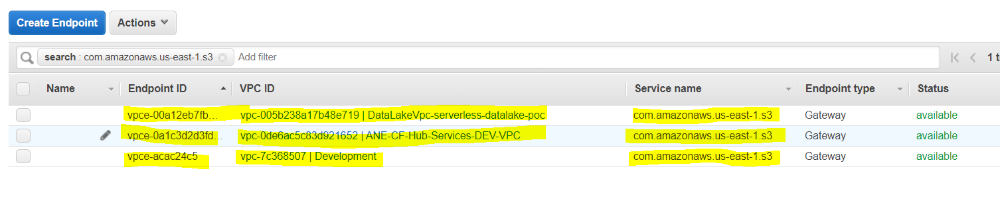 Create Endpoint Actions
search : com.amazonaws.us-east-1.s3 Add filter 1 to
Name Endpoint ID VPC ID Service name Endpoint type Status
vpce-00a12eb7fb… vpc-005b238a17b48e719 | DataLakeVpc-serverless-datalake-poc com.amazonaws.us-east-1.s3 Gateway available
vpce-0a1c3d2d3fd… vpc-0de6ac5c83d921652 | ANE-CF-Hub-Services-DEV-VPC com.amazonaws.us-east-1.s3 Gateway available
vpce-acac24c5 vpc-7c368507 | Development com.amazonaws.us-east-1.s3 Gateway available